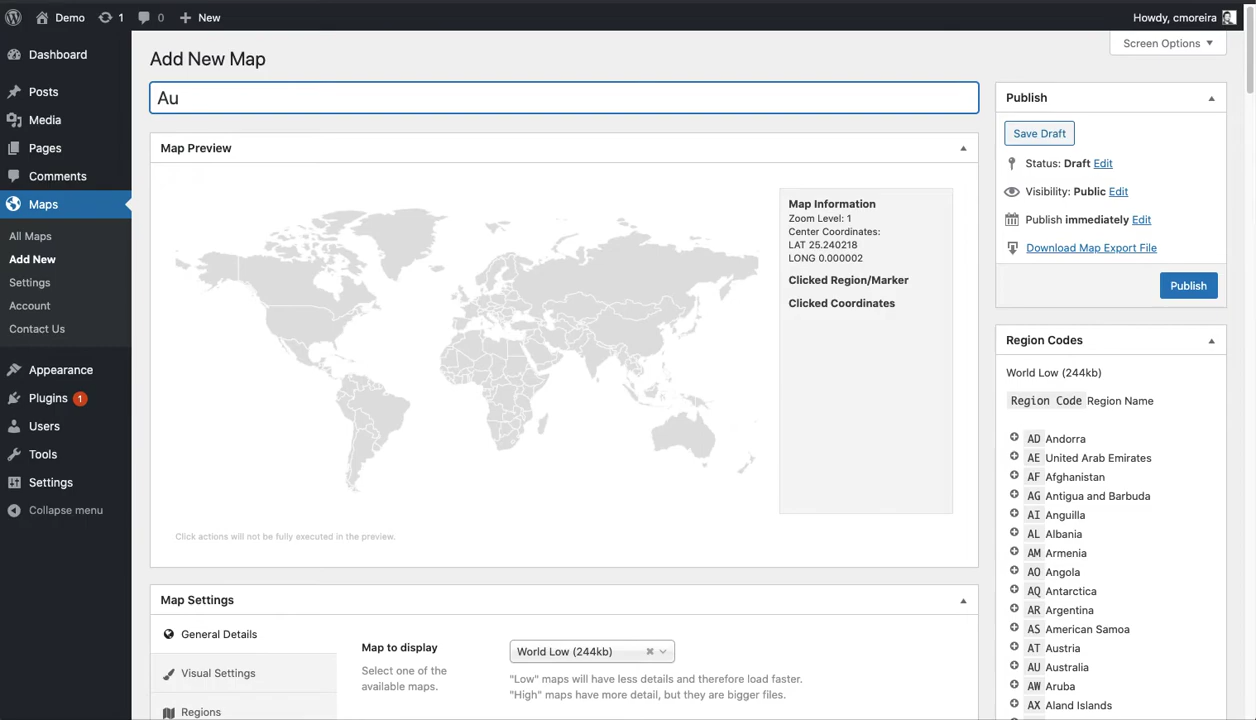 Demo 1 0 New Howdy, cmoreira
Screen Options
Dashboard
Posts
Media
Pages
Comments
Maps
All Maps
Add New
Settings
Account
Contact Us
Appearance
Plugins 1
Users
Tools
Settings
Collapse menu
Add New Map
Au
Map Preview
Map Information
Zoom Level: 1
Center Coordinates:
LAT 25.240218
LONG 0.000002
Clicked Region/Marker
Clicked Coordinates
Click actions will not be fully executed in the preview.
Map Settings
General Details
Visual Settings
Regions
Map to display
Select one of the
available maps.
World Low (244kb)
"Low" maps will have less details and therefore load faster.
"High" maps have more detail, but they are bigger files.
Publish
Save Draft
Status: Draft Edit
Visibility: Public Edit
Publish immediately Edit
Download Map Export File
Publish
Region Codes
World Low (244kb)
Region Code Region Name
AD Andorra
AE United Arab Emirates
AF Afghanistan
AG Antigua and Barbuda
AI Anguilla
AL Albania
AM Armenia
AO Angola
AQ Antarctica
AR Argentina
AS American Samoa
AT Austria
AU Australia
AW Aruba
AX Aland Islands